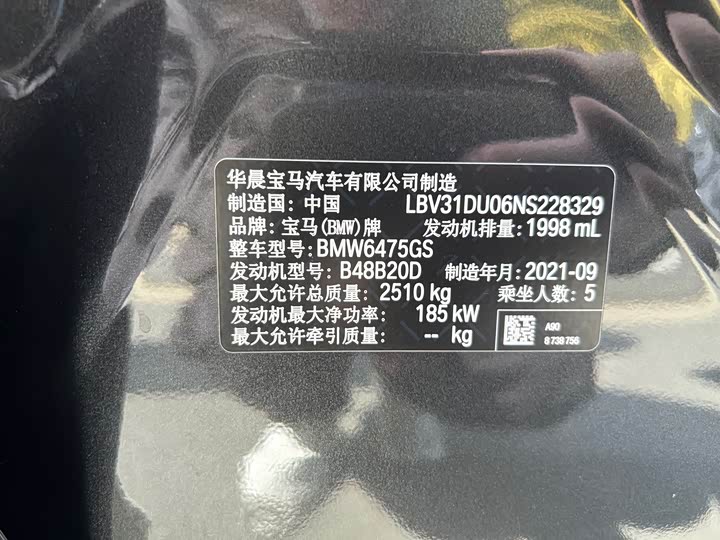 华晨宝马汽车有限公司制造
制造国: 中国 LBV31DU06NS228329
品牌: 宝马(BMW)牌 发动机排量: 1998 mL
整车型号: BMW6475GS
发动机型号: B48B20D 制造年月: 2021-09
最大允许总质量: 2510 kg 乘坐人数: 5
发动机最大净功率: 185 kW
最大允许牵引质量: -- kg
A90
8 738 756